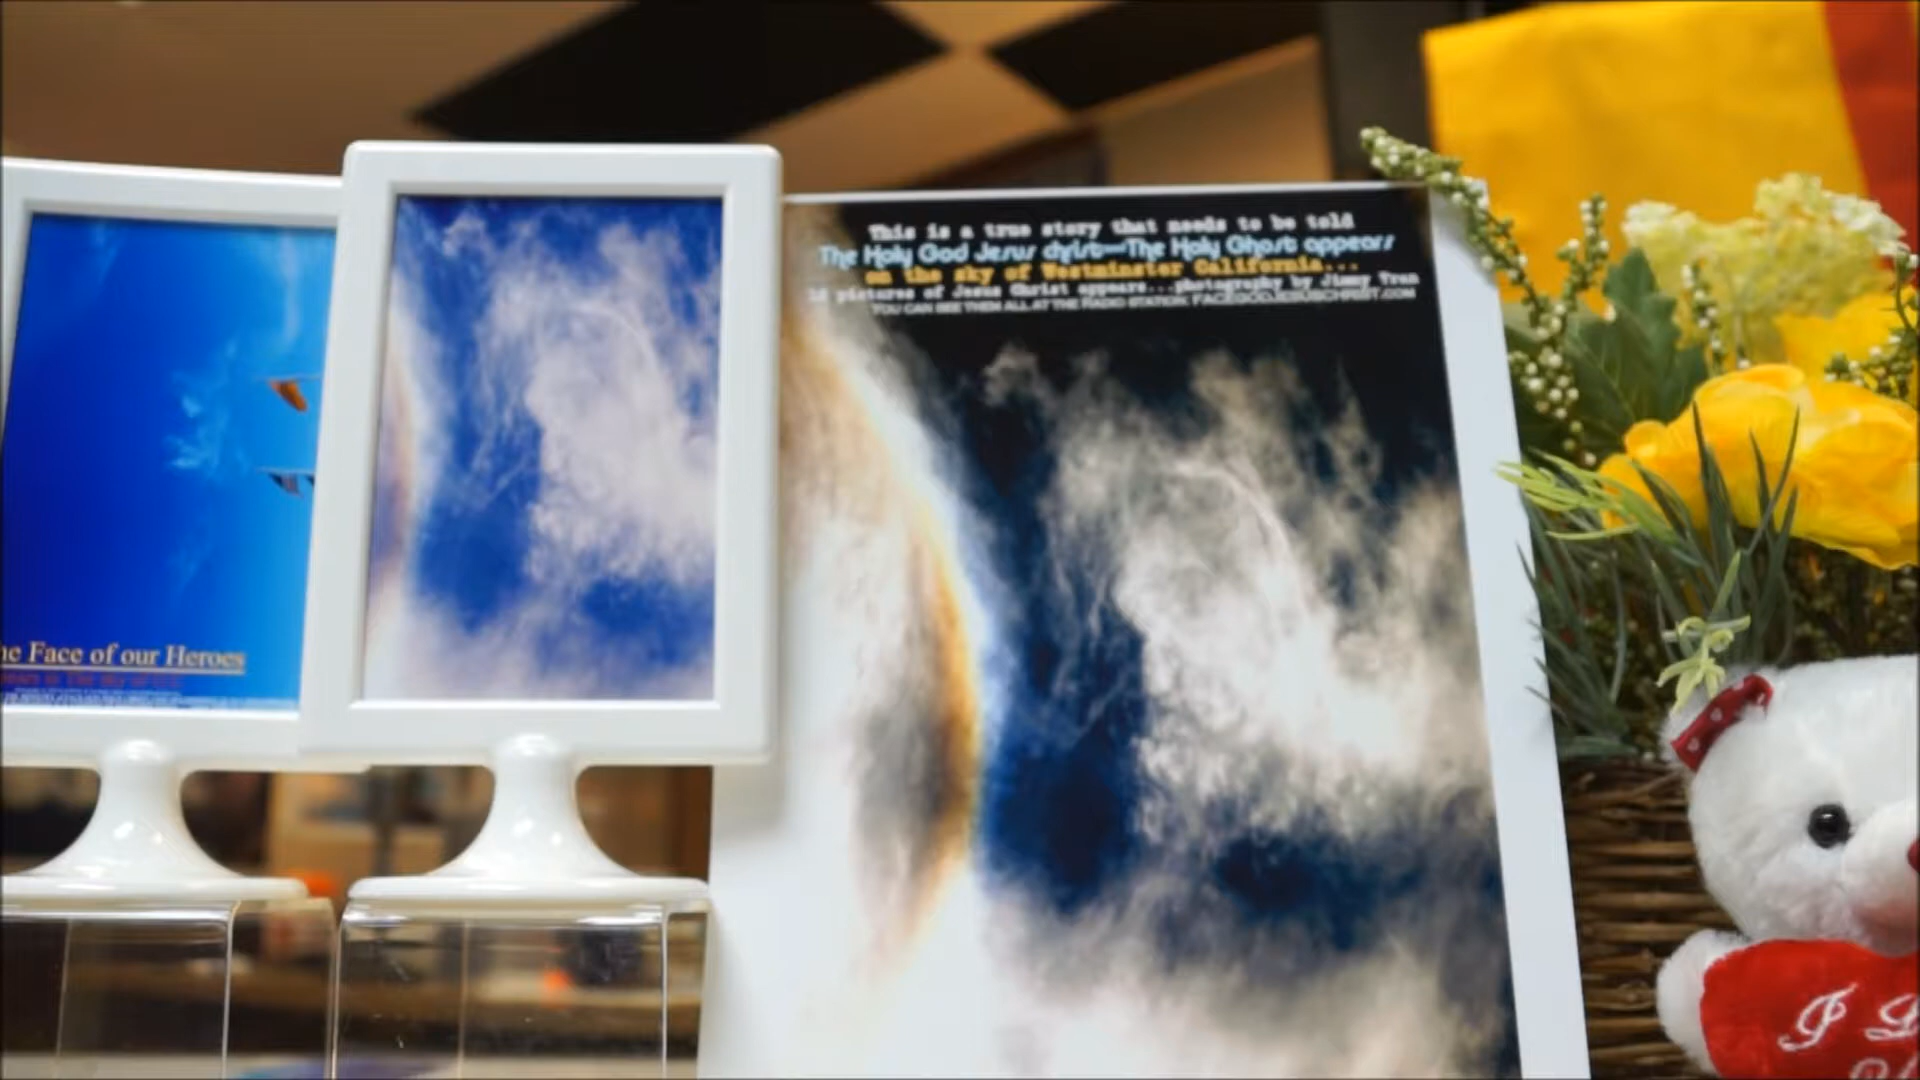 This is a true story that needs to be told
The Holy God Jesus christ—The Holy Ghost appears
on the sky of Westminster California...
12 pictures of Jesus Christ appears...photography by Jimmy Tran
YOU CAN SEE THEM ALL AT THE RADIO STATION: FACEGODJESUSCHRIST.COM
he Face of our Heroes
I